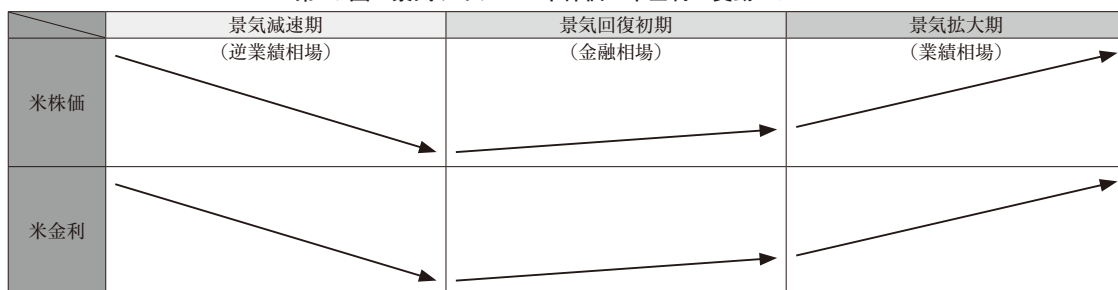 景気減速期 景気回復初期 景気拡大期
（逆業績相場） （金融相場） （業績相場）
米株価
米金利